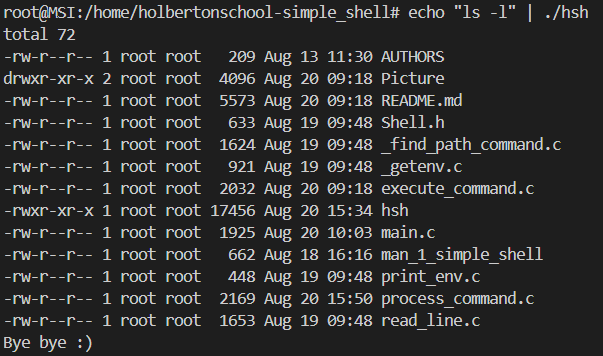 root@MSI:/home/holbertonschool-simple_shell# echo "ls -l" | ./hsh
total 72
-rw-r--r-- 1 root root   209 Aug 13 11:30 AUTHORS
drwxr-xr-x 2 root root  4096 Aug 20 09:18 Picture
-rw-r--r-- 1 root root  5573 Aug 20 09:18 README.md
-rw-r--r-- 1 root root   633 Aug 19 09:48 Shell.h
-rw-r--r-- 1 root root  1624 Aug 19 09:48 _find_path_command.c
-rw-r--r-- 1 root root   921 Aug 19 09:48 _getenv.c
-rw-r--r-- 1 root root  2032 Aug 20 09:18 execute_command.c
-rwxr-xr-x 1 root root 17456 Aug 20 15:34 hsh
-rw-r--r-- 1 root root  1925 Aug 20 10:03 main.c
-rw-r--r-- 1 root root   662 Aug 18 16:16 man_1_simple_shell
-rw-r--r-- 1 root root   448 Aug 19 09:48 print_env.c
-rw-r--r-- 1 root root  2169 Aug 20 15:50 process_command.c
-rw-r--r-- 1 root root  1653 Aug 19 09:48 read_line.c
Bye bye :)